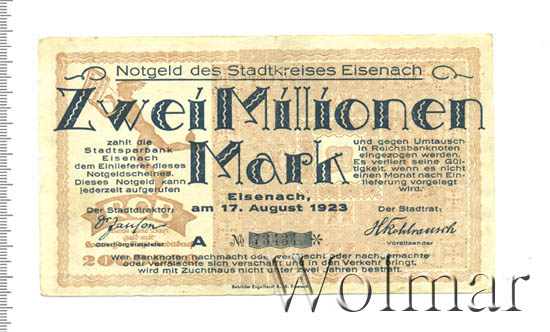 Notgeld des Stadtkreises Eisenach
Zwei Millionen
Mark
zahlt die
Stadtsparbank
Eisenach
dem Einlieferer dieses
Notgeldscheines.
Dieses Notgeld kann
jederzeit aufgerufen
und gegen Umtausch
in Reichsbanknoten
eingezogen werden.
Es verliert seine Gül-
tigkeit, wenn es nicht
einen Monat nach Ein-
lieferung vorgelegt
wird.
Eisenach,
am 17. August 1923
Der Stadtdirektor:
Dr Janson
Oberbürgermeister
Der Stadtrat:
HKohlrausch
Vorsitzender
A
№
*
Wer Banknoten nachmacht oder verfälscht oder nachgemachte
oder verfälschte sich verschafft und in den Verkehr bringt,
wird mit Zuchthaus nicht unter zwei Jahren bestraft.
Wolmar